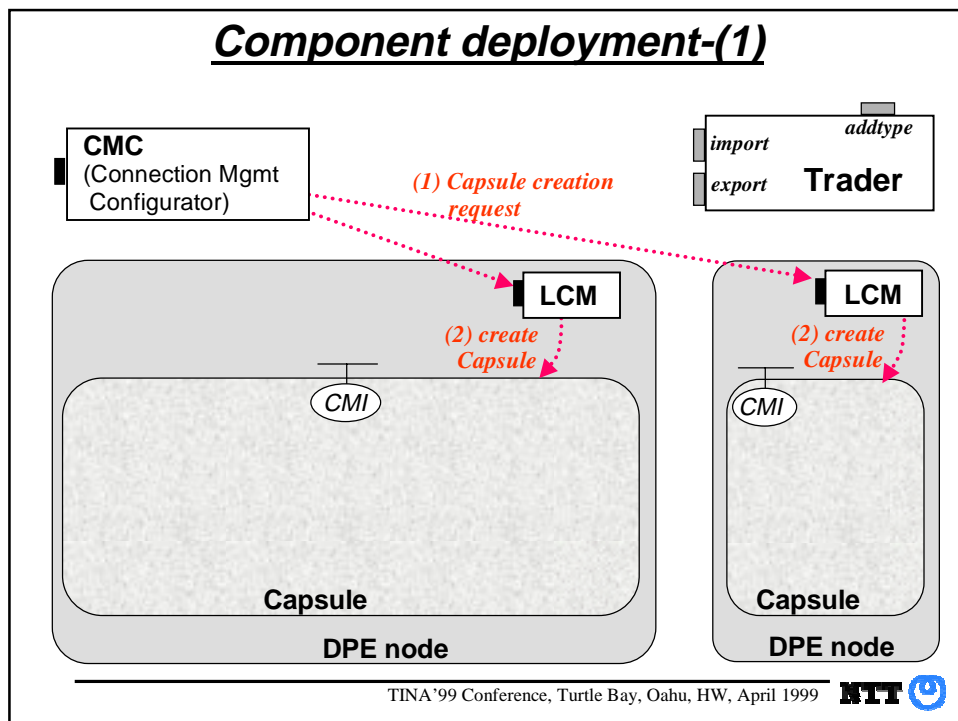 Component deployment-(1)
CMC
(Connection Mgmt
Configurator)
import
addtype
export
Trader
(1) Capsule creation
request
LCM
(2) create
Capsule
CMI
Capsule
DPE node
LCM
(2) create
Capsule
CMI
Capsule
DPE node
TINA'99 Conference, Turtle Bay, Oahu, HW, April 1999
NTT